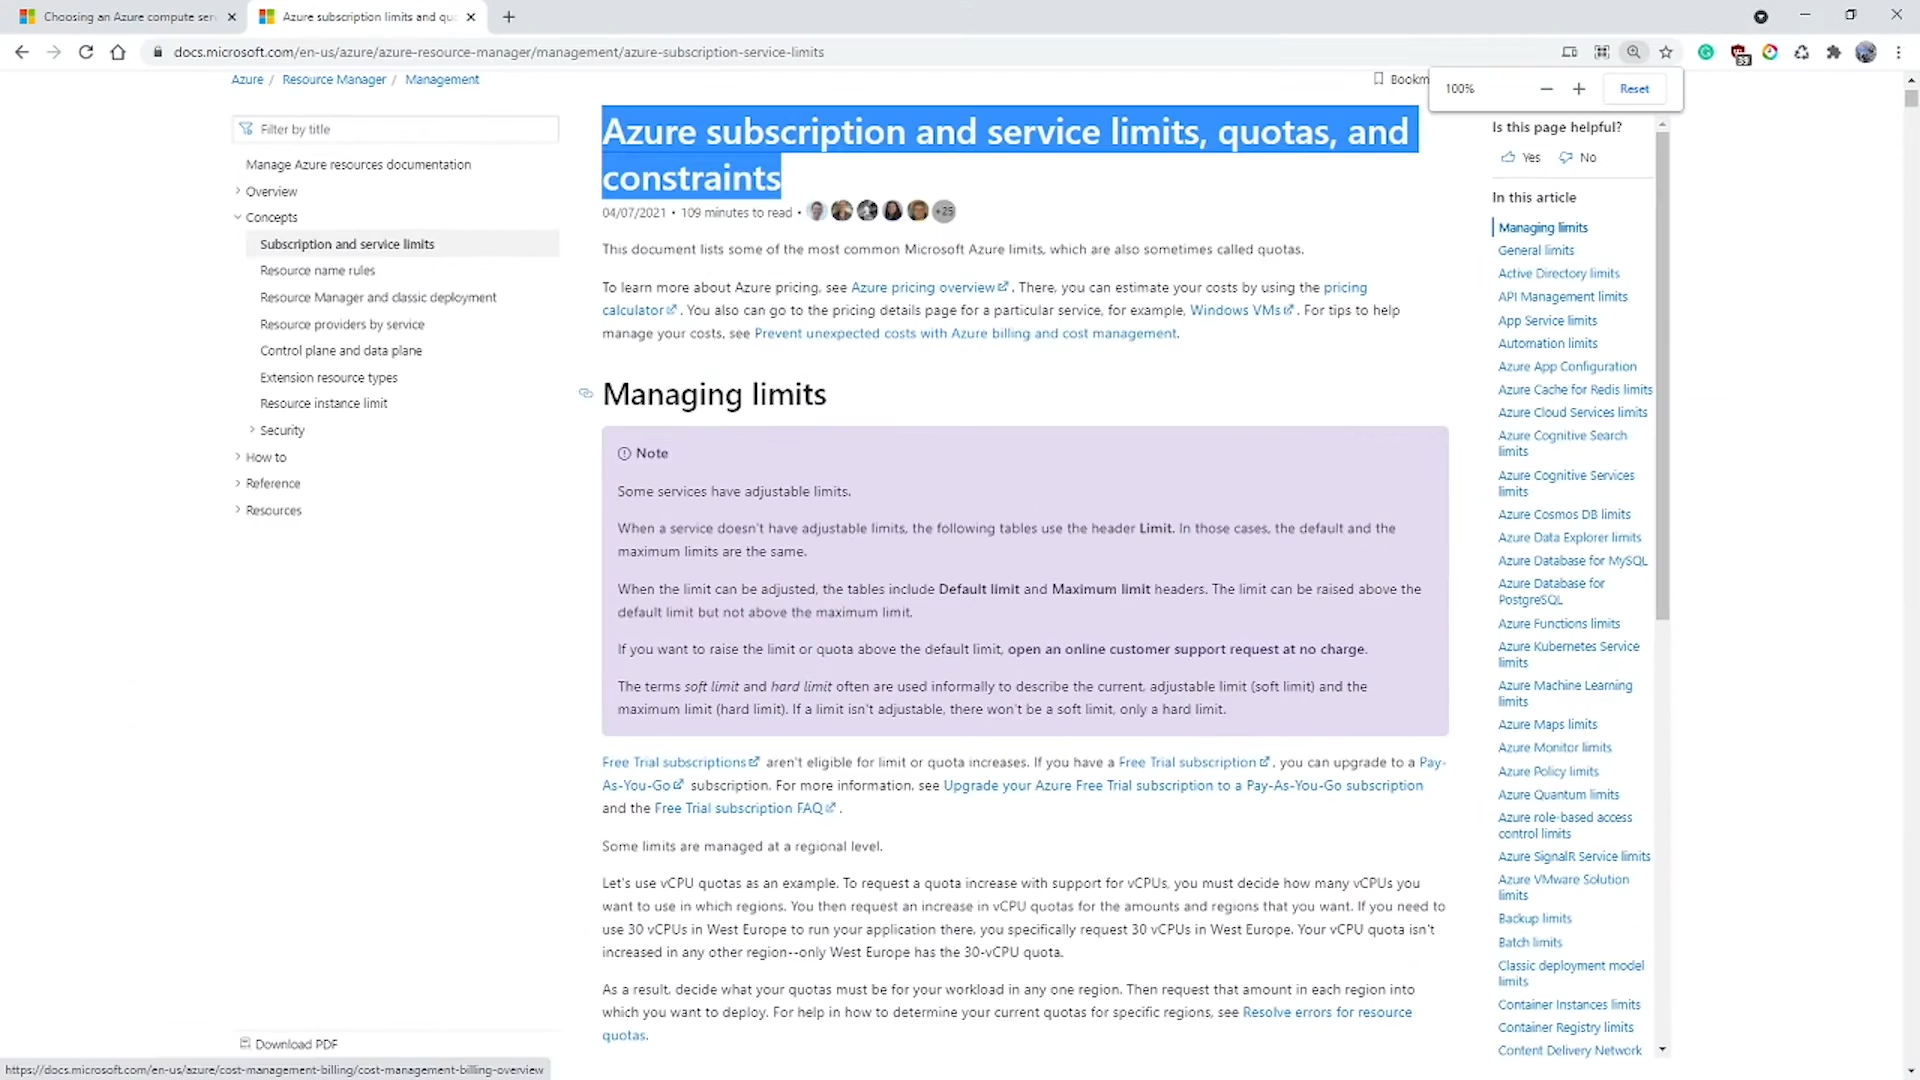 Choosing an Azure compute ser
Azure subscription limits and quo
docs.microsoft.com/en-us/azure/azure-resource-manager/management/azure-subscription-service-limits
39
Azure / Resource Manager / Management
Bookm
100%
Reset
Filter by title
Manage Azure resources documentation
Overview
Concepts
Subscription and service limits
Resource name rules
Resource Manager and classic deployment
Resource providers by service
Control plane and data plane
Extension resource types
Resource instance limit
Security
How to
Reference
Resources
Download PDF
Azure subscription and service limits, quotas, and
constraints
04/07/2021 • 109 minutes to read •
+25
This document lists some of the most common Microsoft Azure limits, which are also sometimes called quotas.
To learn more about Azure pricing, see Azure pricing overview. There, you can estimate your costs by using the pricing
calculator. You also can go to the pricing details page for a particular service, for example, Windows VMs. For tips to help
manage your costs, see Prevent unexpected costs with Azure billing and cost management.
Managing limits
Note
Some services have adjustable limits.
When a service doesn't have adjustable limits, the following tables use the header Limit. In those cases, the default and the
maximum limits are the same.
When the limit can be adjusted, the tables include Default limit and Maximum limit headers. The limit can be raised above the
default limit but not above the maximum limit.
If you want to raise the limit or quota above the default limit, open an online customer support request at no charge.
The terms soft limit and hard limit often are used informally to describe the current, adjustable limit (soft limit) and the
maximum limit (hard limit). If a limit isn't adjustable, there won't be a soft limit, only a hard limit.
Free Trial subscriptions aren't eligible for limit or quota increases. If you have a Free Trial subscription, you can upgrade to a Pay-
As-You-Go subscription. For more information, see Upgrade your Azure Free Trial subscription to a Pay-As-You-Go subscription
and the Free Trial subscription FAQ.
Some limits are managed at a regional level.
Let's use vCPU quotas as an example. To request a quota increase with support for vCPUs, you must decide how many vCPUs you
want to use in which regions. You then request an increase in vCPU quotas for the amounts and regions that you want. If you need to
use 30 vCPUs in West Europe to run your application there, you specifically request 30 vCPUs in West Europe. Your vCPU quota isn't
increased in any other region--only West Europe has the 30-vCPU quota.
As a result, decide what your quotas must be for your workload in any one region. Then request that amount in each region into
which you want to deploy. For help in how to determine your current quotas for specific regions, see Resolve errors for resource
quotas.
Is this page helpful?
Yes No
In this article
Managing limits
General limits
Active Directory limits
API Management limits
App Service limits
Automation limits
Azure App Configuration
Azure Cache for Redis limits
Azure Cloud Services limits
Azure Cognitive Search
limits
Azure Cognitive Services
limits
Azure Cosmos DB limits
Azure Data Explorer limits
Azure Database for MySQL
Azure Database for
PostgreSQL
Azure Functions limits
Azure Kubernetes Service
limits
Azure Machine Learning
limits
Azure Maps limits
Azure Monitor limits
Azure Policy limits
Azure Quantum limits
Azure role-based access
control limits
Azure SignalR Service limits
Azure VMware Solution
limits
Backup limits
Batch limits
Classic deployment model
limits
Container Instances limits
Container Registry limits
Content Delivery Network
https://docs.microsoft.com/en-us/azure/cost-management-billing/cost-management-billing-overview